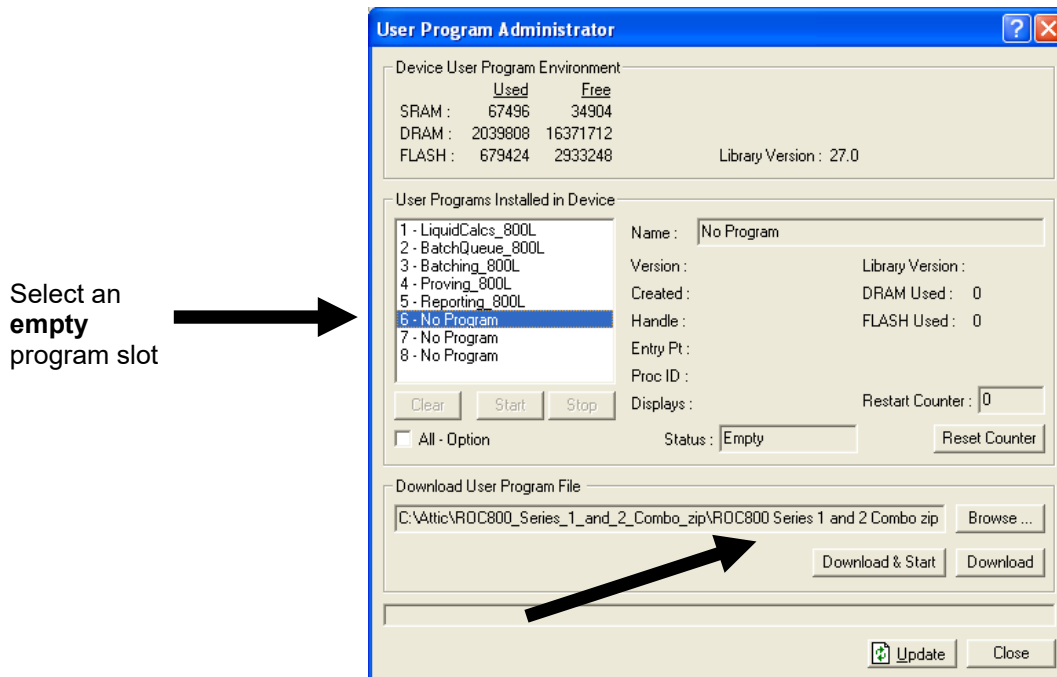 User Program Administrator
Device User Program Environment
Used Free
SRAM : 67496 34904
DRAM : 2039808 16371712
FLASH : 679424 2933248 Library Version : 27.0
User Programs Installed in Device
1 - LiquidCalcs_800L
2 - BatchQueue_800L
3 - Batching_800L
4 - Proving_800L
5 - Reporting_800L
6 - No Program
7 - No Program
8 - No Program
Name : No Program
Version : Library Version :
Created : DRAM Used : 0
Handle : FLASH Used : 0
Entry Pt :
Proc ID :
Displays : Restart Counter : 0
Clear Start Stop
All - Option Status : Empty Reset Counter
Select an
empty
program slot
Download User Program File
C:\Attic\ROC800_Series_1_and_2_Combo_zip\ROC800 Series 1 and 2 Combo zip Browse ...
Download & Start Download
Update Close